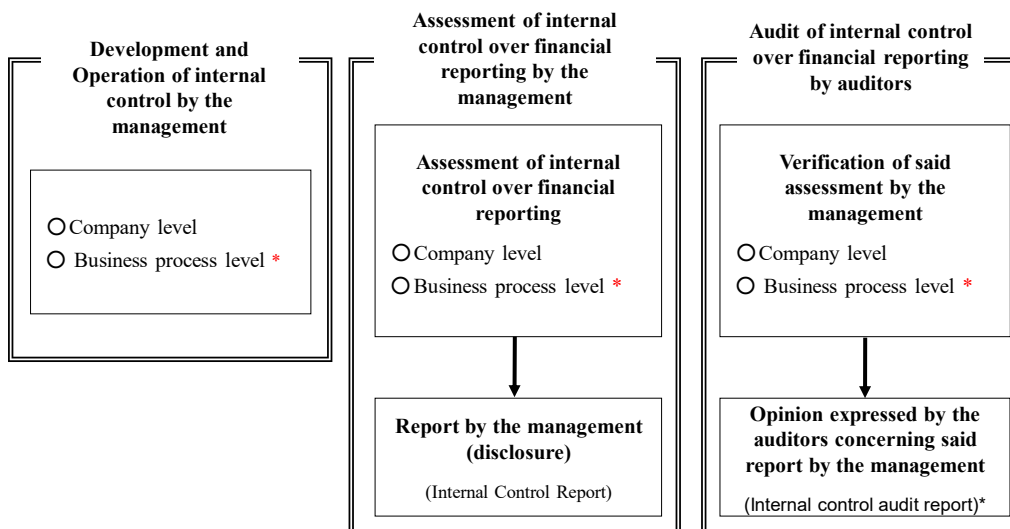 Development and
Operation of internal
control by the
management
○Company level
○ Business process level *
Assessment of internal
control over financial
reporting by the
management
Assessment of internal
control over financial
reporting
○Company level
○Business process level *
Report by the management
(disclosure)
(Internal Control Report)
Audit of internal control
over financial reporting
by auditors
Verification of said
assessment by the
management
○Company level
○ Business process level *
Opinion expressed by the
auditors concerning said
report by the management
(Internal control audit report)*